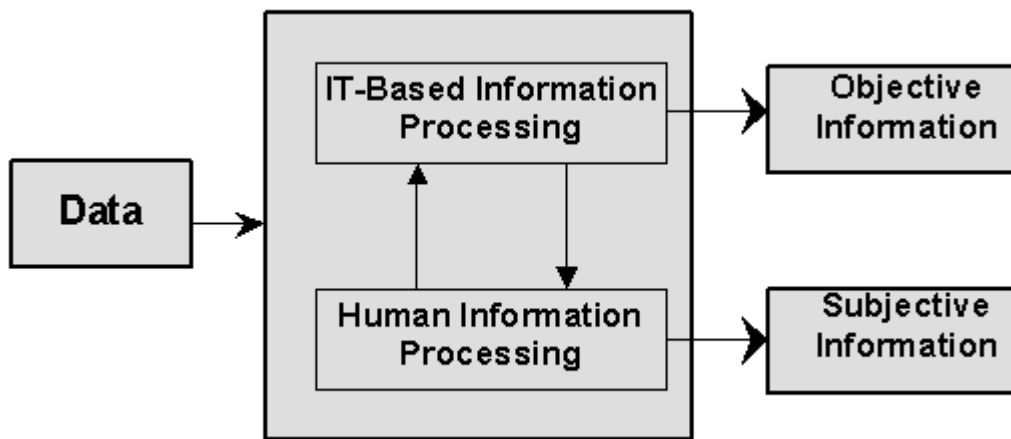 Data
IT-Based Information
Processing
Human Information
Processing
Objective
Information
Subjective
Information